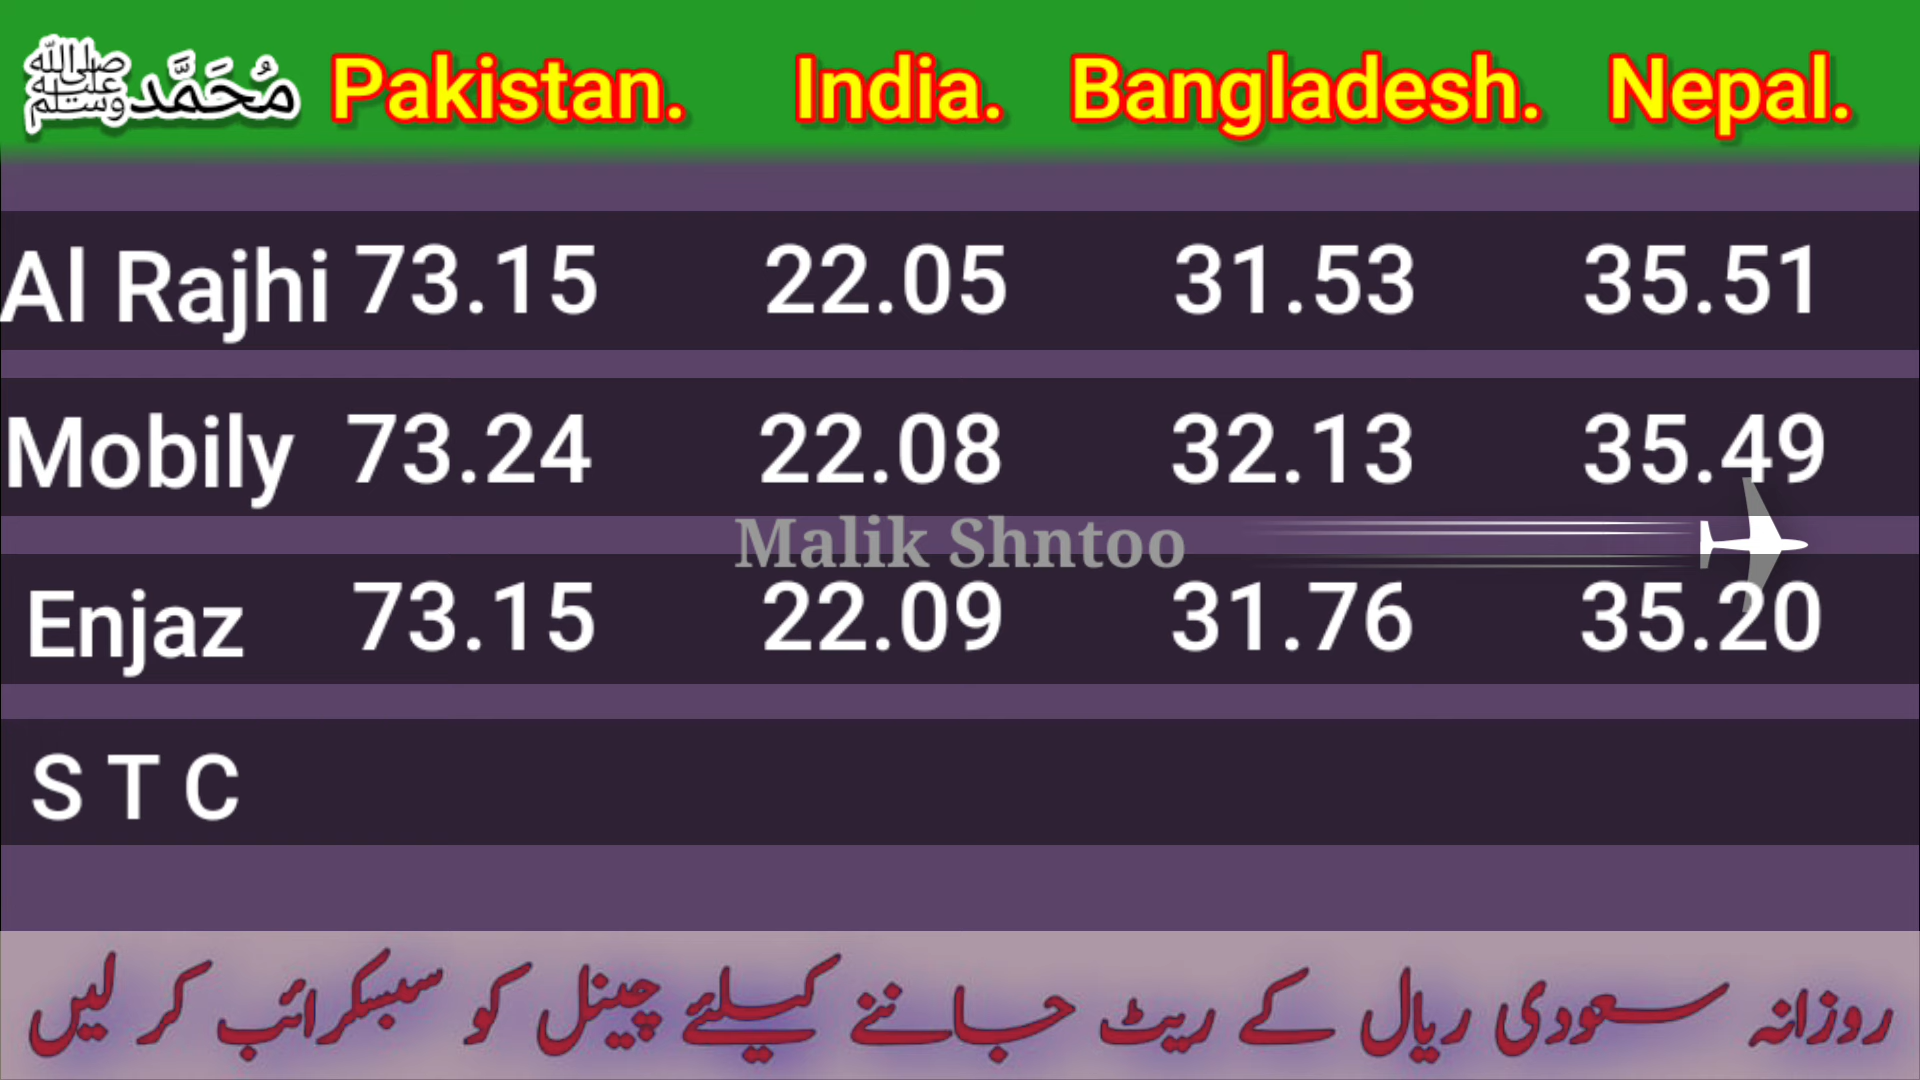 مُحَمَّد ﷺ Pakistan. India. Bangladesh. Nepal.
Al Rajhi 73.15 22.05 31.53 35.51
Mobily 73.24 22.08 32.13 35.49
Malik Shntoo
Enjaz 73.15 22.09 31.76 35.20
S T C
روزانہ سعودی ریال کے ریٹ جاننے کیلئے چینل کو سبسکرائب کر لیں